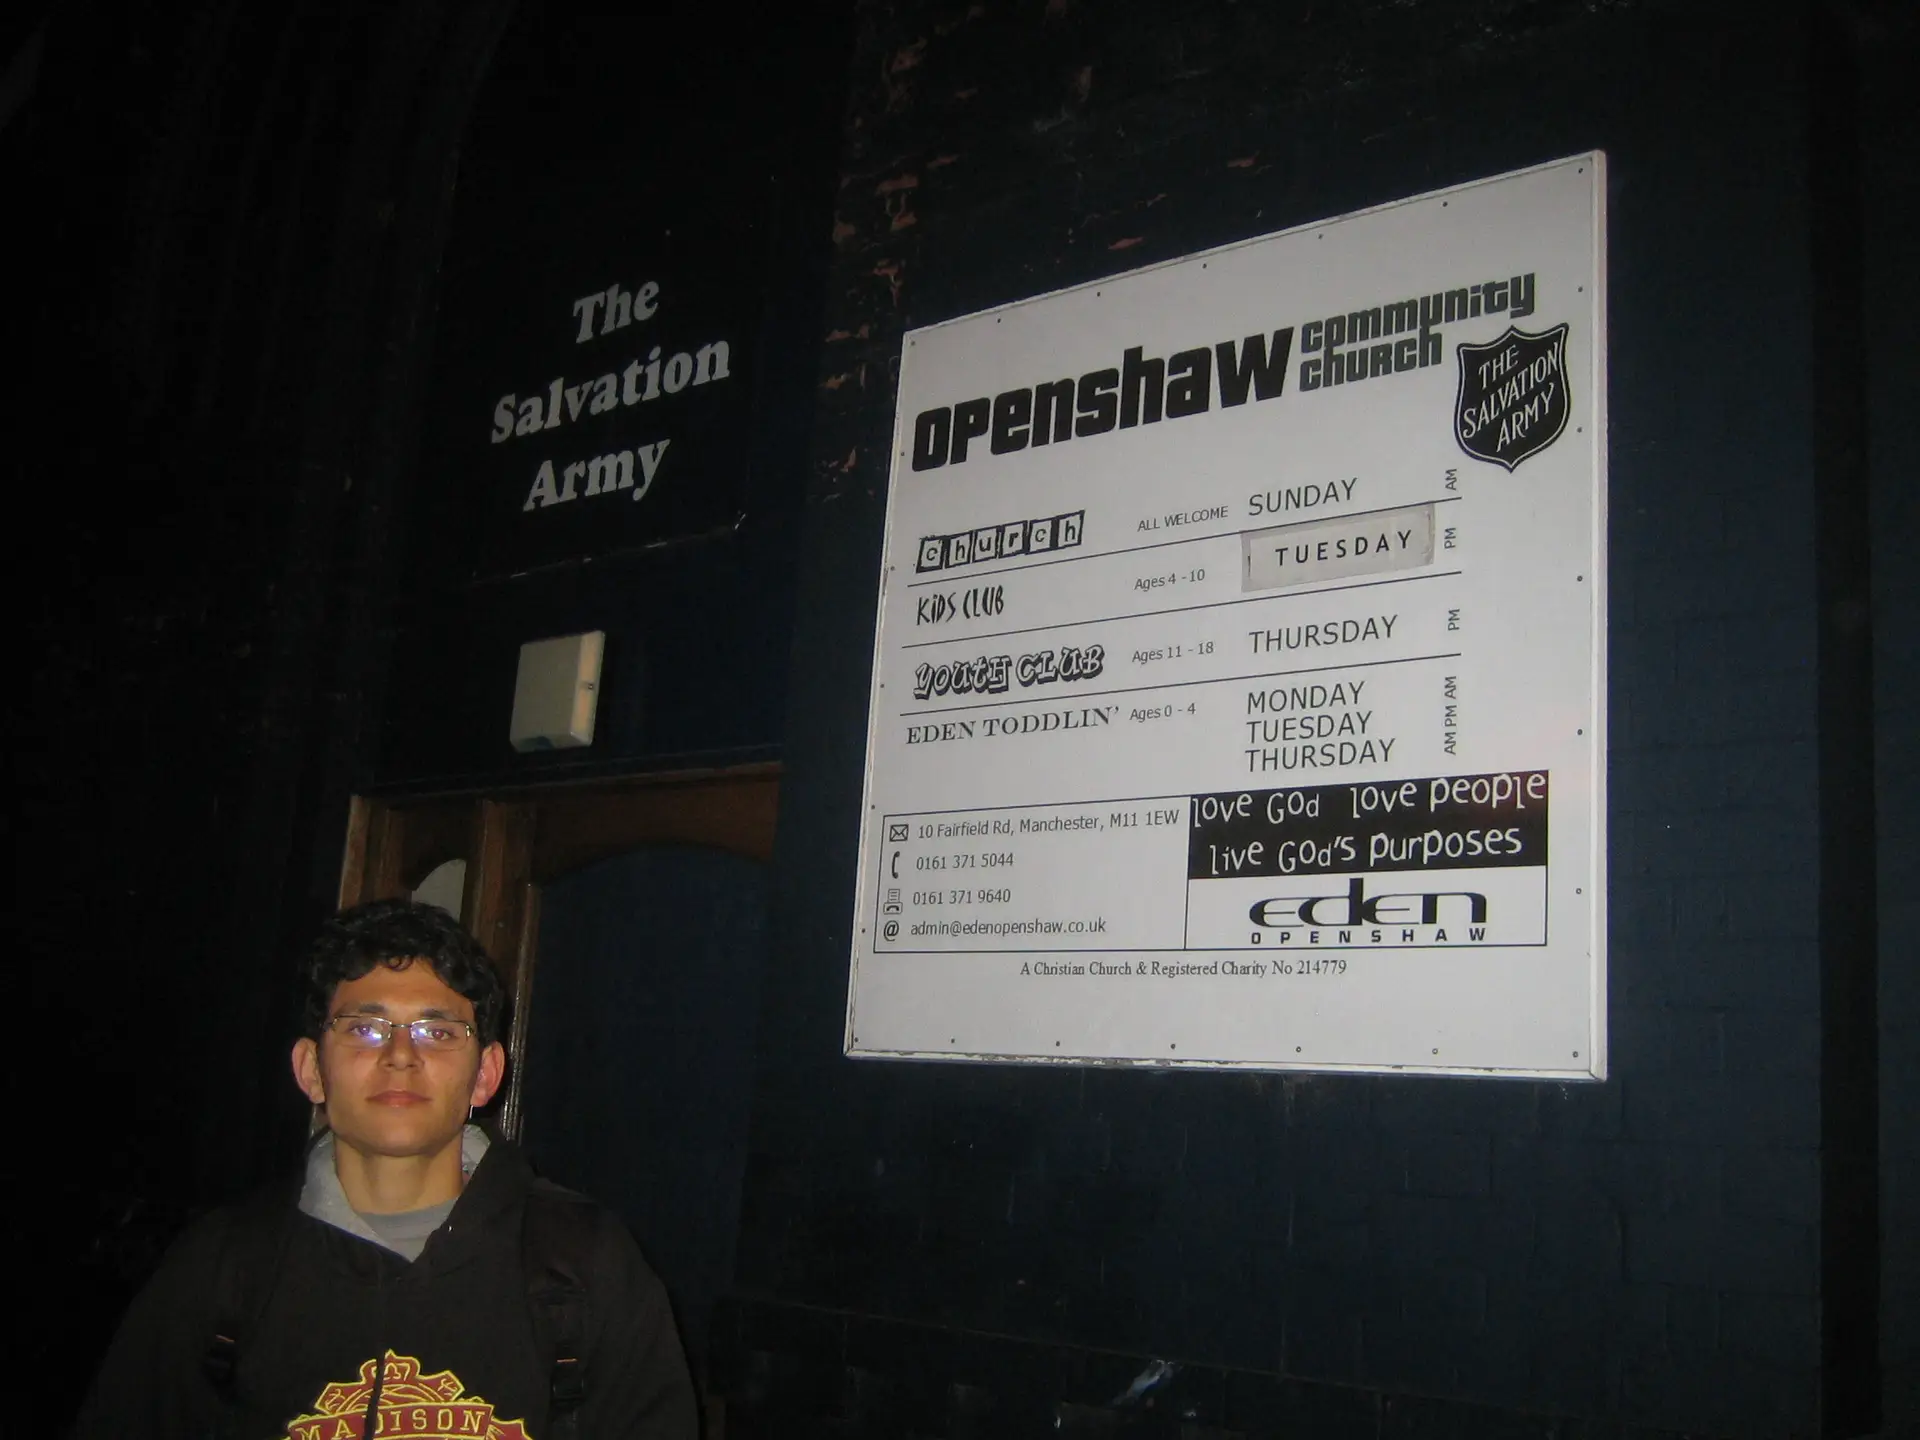 The
Salvation
Army
OPENSHAW community church
THE
SALVATION
ARMY
church ALL WELCOME SUNDAY AM
KiDS CLUB Ages 4 - 10 TUESDAY PM
YOUTH CLUB Ages 11 - 18 THURSDAY PM
EDEN TODDLIN' Ages 0 - 4 MONDAY AM
TUESDAY PM
THURSDAY AM
10 Fairfield Rd, Manchester, M11 1EW
0161 371 5044
0161 371 9640
@ admin@edenopenshaw.co.uk
love God love people
live God's purposes
eden
OPENSHAW
A Christian Church & Registered Charity No 214779
MADISON